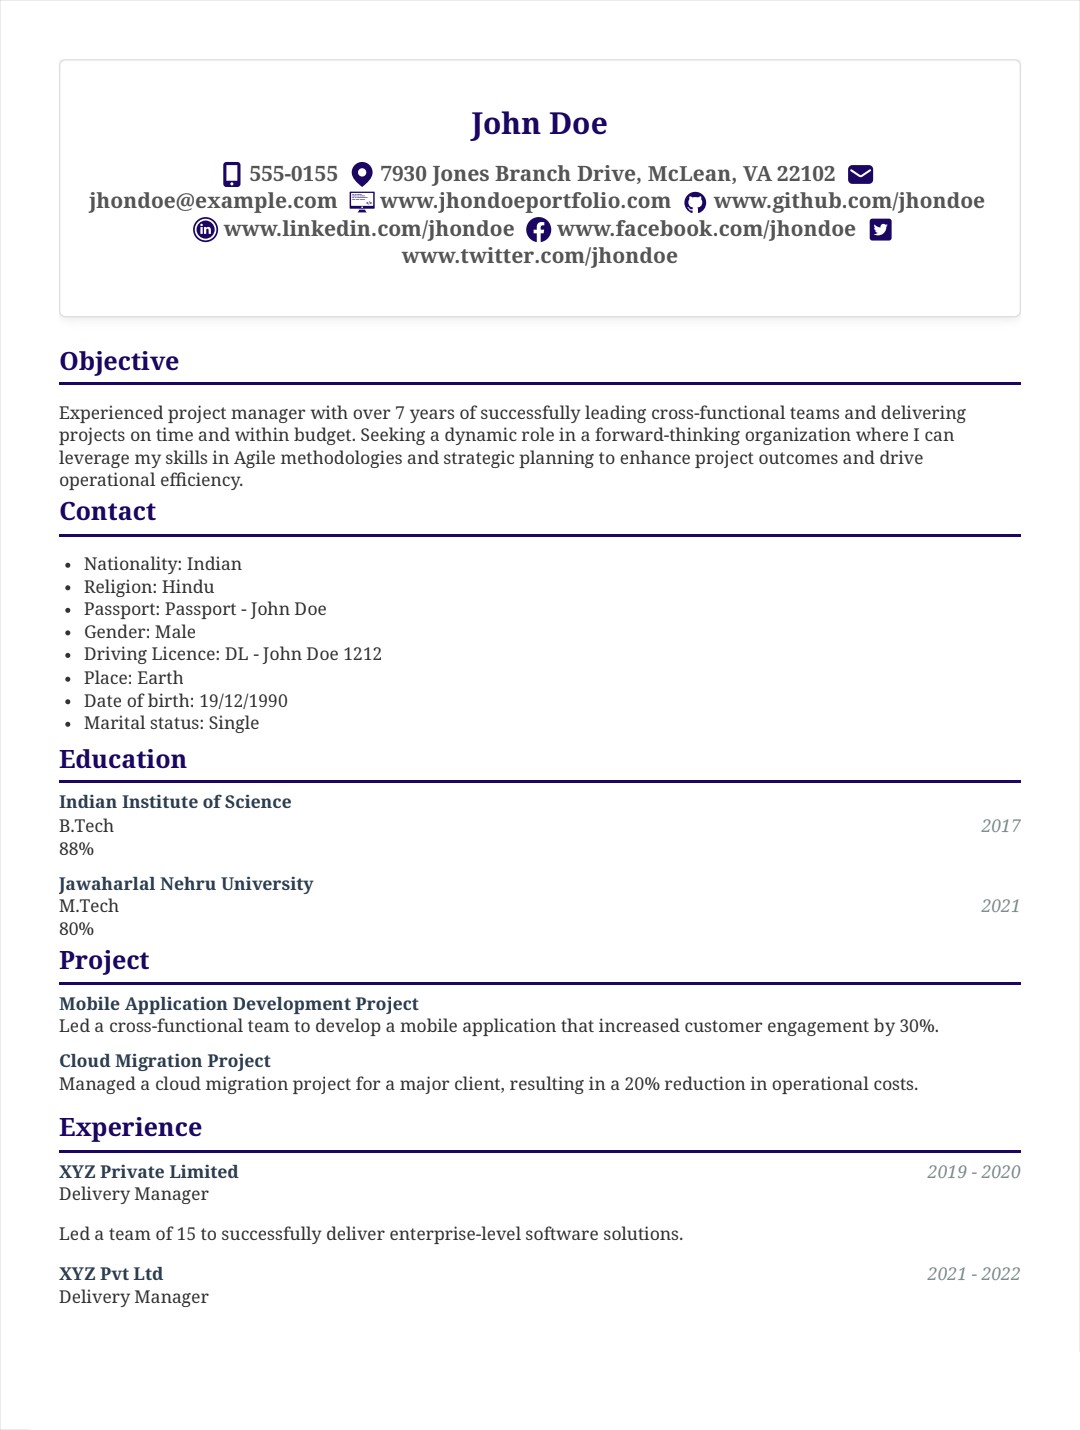 John Doe
555-0155 7930 Jones Branch Drive, McLean, VA 22102
jhondoe@example.com www.jhondoeportfolio.com www.github.com/jhondoe
www.linkedin.com/jhondoe www.facebook.com/jhondoe
www.twitter.com/jhondoe
Objective
Experienced project manager with over 7 years of successfully leading cross-functional teams and delivering
projects on time and within budget. Seeking a dynamic role in a forward-thinking organization where I can
leverage my skills in Agile methodologies and strategic planning to enhance project outcomes and drive
operational efficiency.
Contact
• Nationality: Indian
• Religion: Hindu
• Passport: Passport - John Doe
• Gender: Male
• Driving Licence: DL - John Doe 1212
• Place: Earth
• Date of birth: 19/12/1990
• Marital status: Single
Education
Indian Institute of Science
B.Tech 2017
88%
Jawaharlal Nehru University
M.Tech 2021
80%
Project
Mobile Application Development Project
Led a cross-functional team to develop a mobile application that increased customer engagement by 30%.
Cloud Migration Project
Managed a cloud migration project for a major client, resulting in a 20% reduction in operational costs.
Experience
XYZ Private Limited 2019 - 2020
Delivery Manager
Led a team of 15 to successfully deliver enterprise-level software solutions.
XYZ Pvt Ltd 2021 - 2022
Delivery Manager